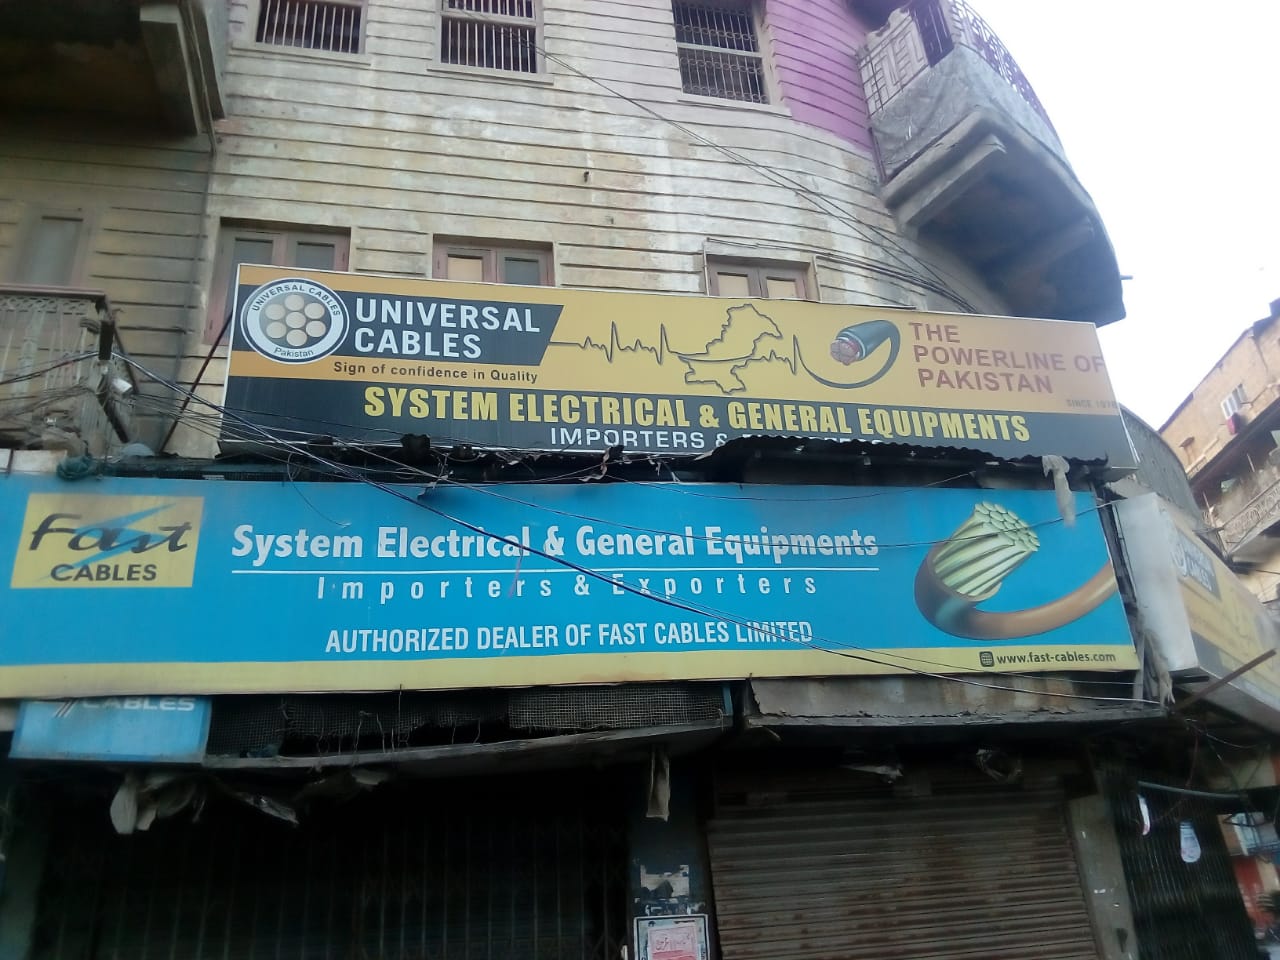 UNIVERSAL CABLES
Pakistan
UNIVERSAL
CABLES
Sign of confidence in Quality
THE
POWERLINE OF
PAKISTAN
SINCE
SYSTEM ELECTRICAL & GENERAL EQUIPMENTS
IMPORTERS &
Fast
CABLES
System Electrical & General Equipments
Importers & Exporters
AUTHORIZED DEALER OF FAST CABLES LIMITED
www.fast-cables.com
CABLES